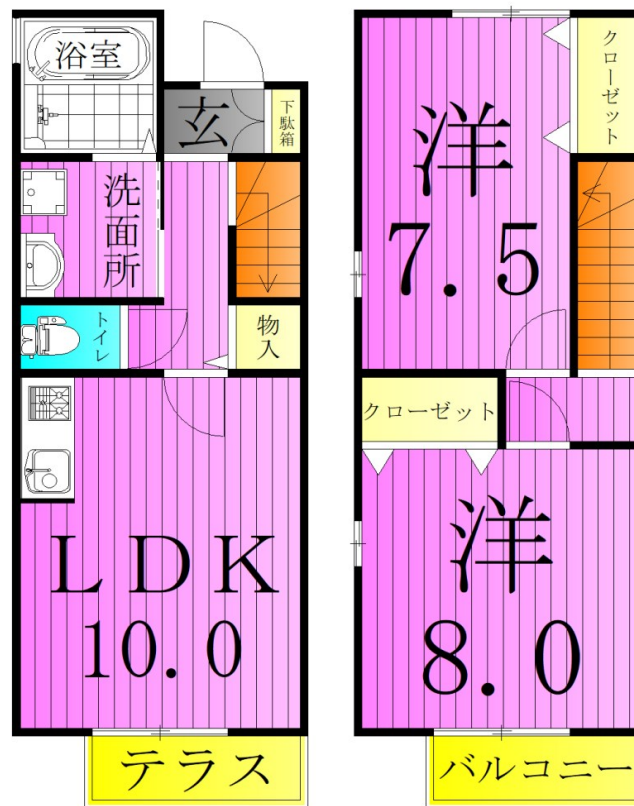 浴室
玄
下駄箱
洗面所
トイレ
物入
LDK
10.0
テラス
クローゼット
洋
7.5
クローゼット
洋
8.0
バルコニー